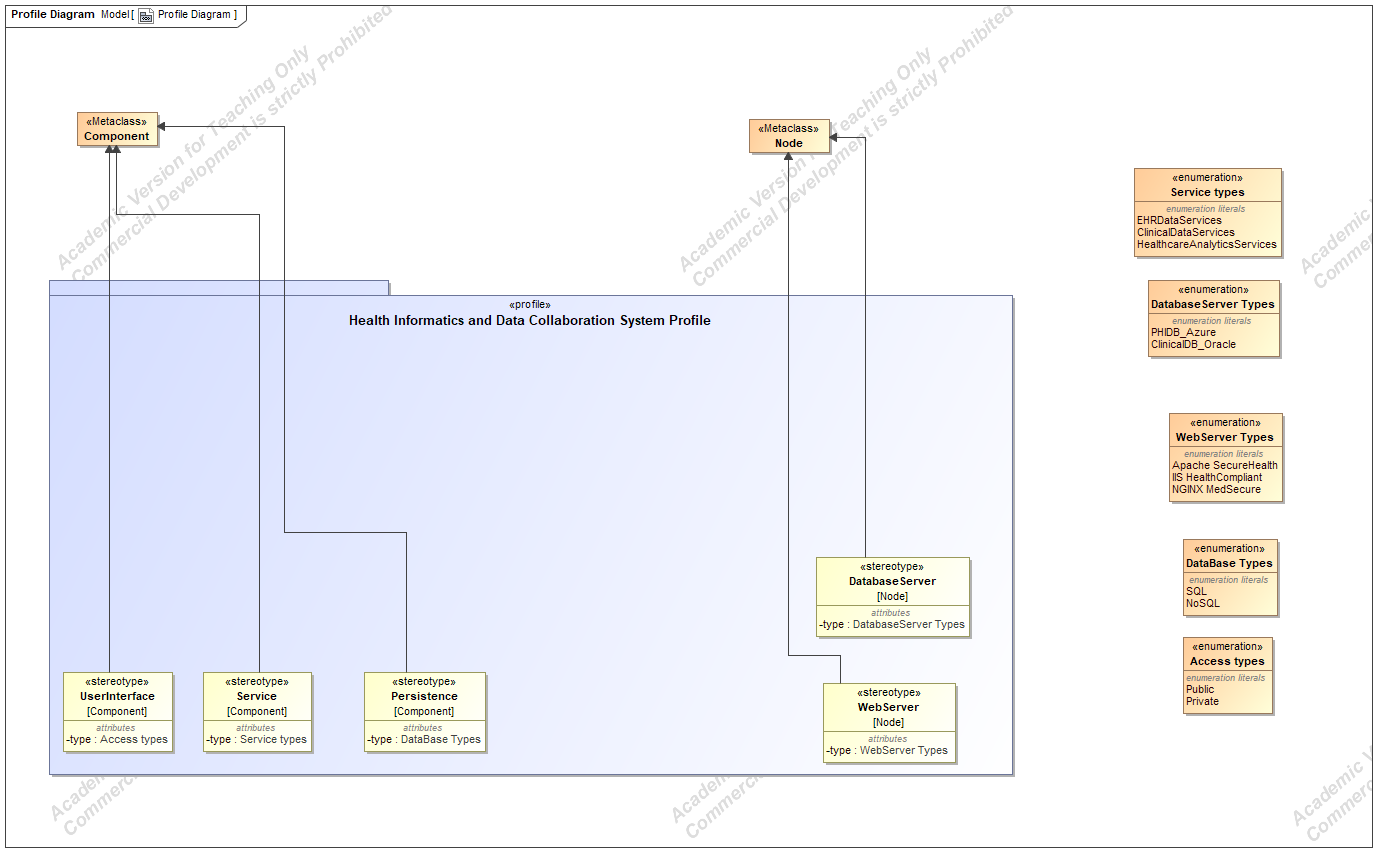 Profile Diagram Model [ Profile Diagram ]
Academic Version for Teaching Only
Commercial Development is strictly Prohibited
Academic Version for Teaching Only
Commercial Development is strictly Prohibited
«Metaclass»
Component
«Metaclass»
Node
«enumeration»
Service types
enumeration literals
EHRDataServices
ClinicalDataServices
HealthcareAnalyticsServices
Academic
Commer
«profile»
Health Informatics and Data Collaboration System Profile
«enumeration»
DatabaseServer Types
enumeration literals
PHIDB_Azure
ClinicalDB_Oracle
«enumeration»
WebServer Types
enumeration literals
Apache SecureHealth
IIS HealthCompliant
NGINX MedSecure
«enumeration»
DataBase Types
enumeration literals
SQL
NoSQL
«enumeration»
Access types
enumeration literals
Public
Private
«stereotype»
DatabaseServer
[Node]
attributes
-type : DatabaseServer Types
«stereotype»
UserInterface
[Component]
attributes
-type : Access types
«stereotype»
Service
[Component]
attributes
-type : Service types
«stereotype»
Persistence
[Component]
attributes
-type : DataBase Types
«stereotype»
WebServer
[Node]
attributes
-type : WebServer Types
Academi
Commerc
Academi
Commerci
Academic Ve
Commerc